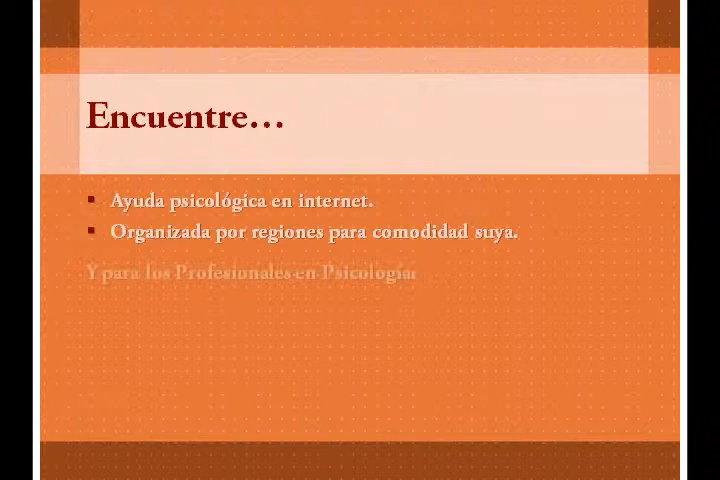 Encuentre...
Ayuda psicológica en internet.
Organizada por regiones para comodidad suya.
Y para los Profesionales en Psicología: